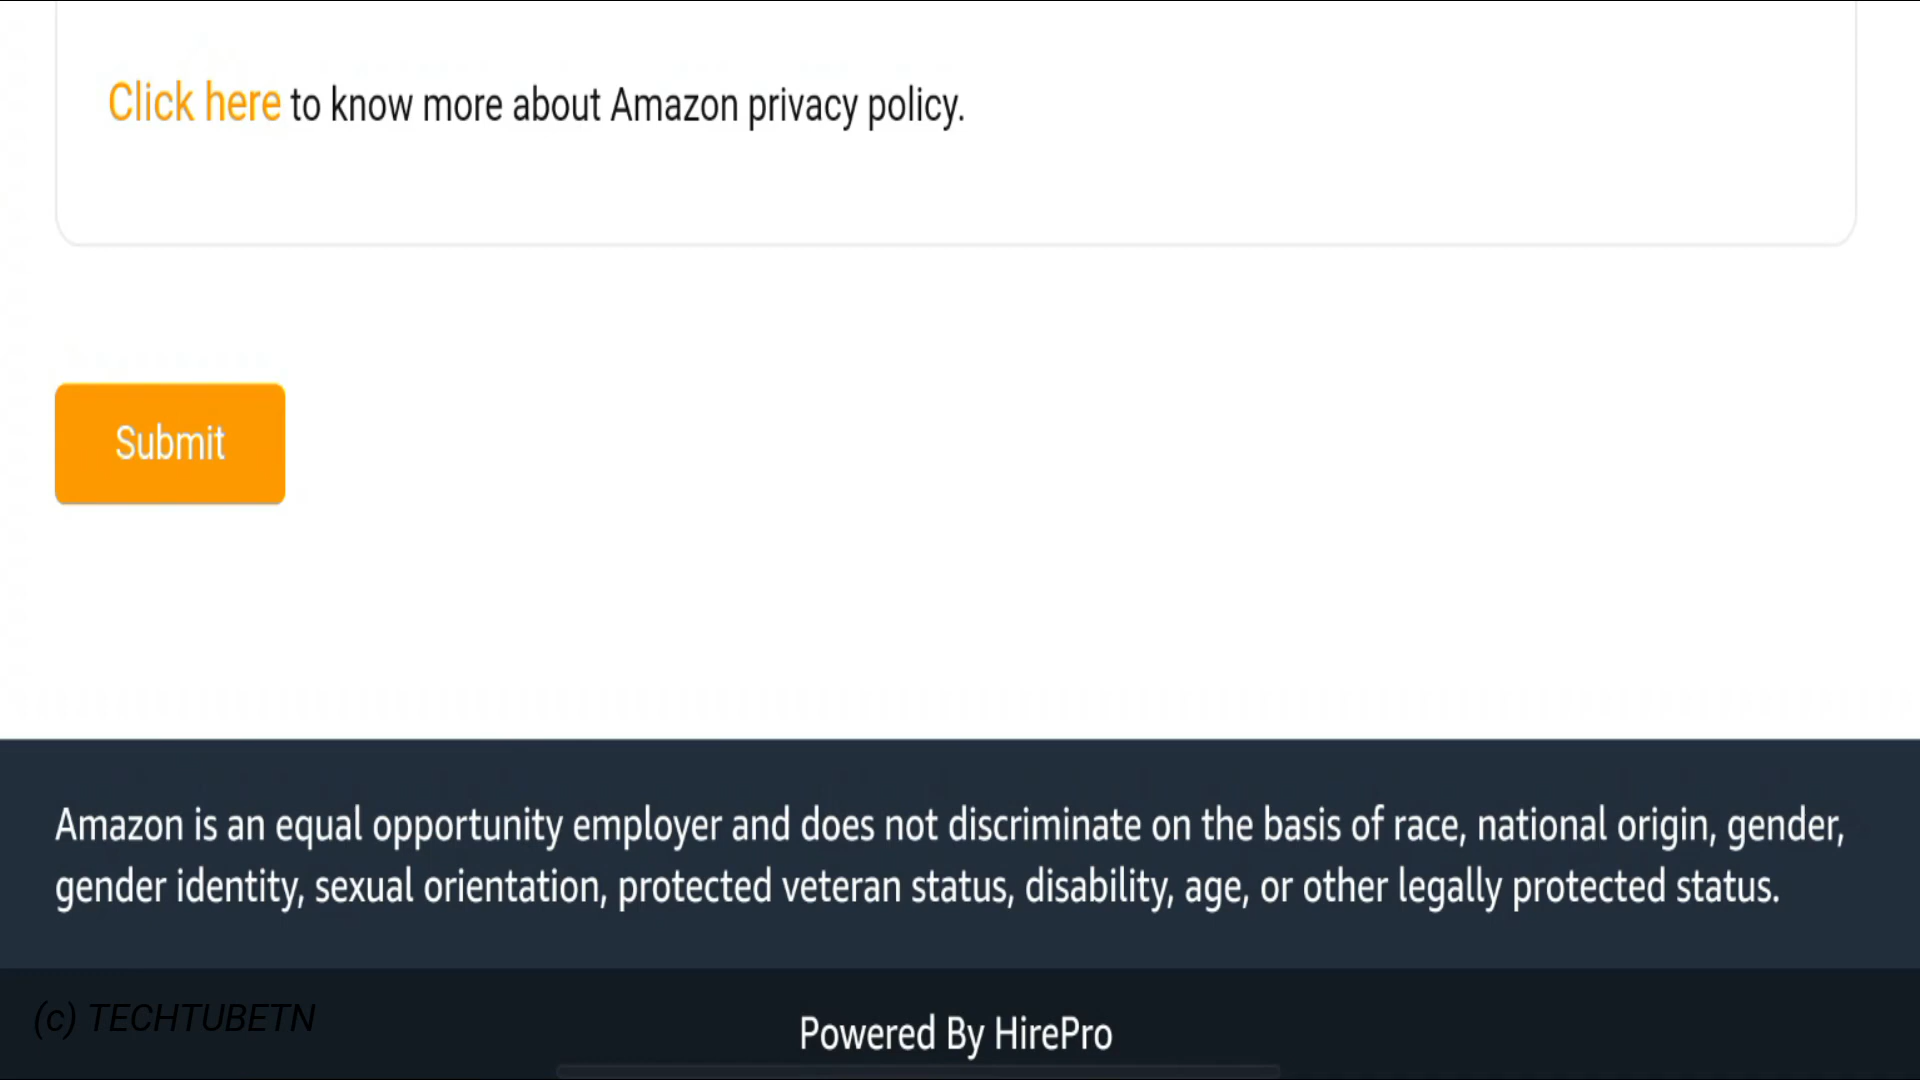 Click here to know more about Amazon privacy policy.
Submit
Amazon is an equal opportunity employer and does not discriminate on the basis of race, national origin, gender,
gender identity, sexual orientation, protected veteran status, disability, age, or other legally protected status.
(c) TECHTUBETN
Powered By HirePro